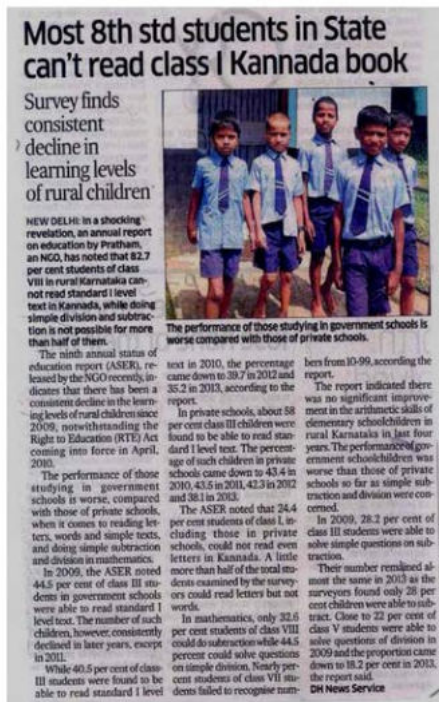 Most 8th std students in State
can't read class I Kannada book
Survey finds
consistent
decline in
learning levels
of rural children
NEW DELHI: In a shocking
revelation, an annual report
on education by Pratham,
an NGO, has noted that 82.7
per cent students of class
VIII in rural Karnataka can-
not read standard I level
text in Kannada, while doing
simple division and subtrac-
tion is not possible for more
than half of them.
The ninth annual status of
education report (ASER), re-
leased by the NGO recently, in-
dicates that there has been a
consistent decline in the learn-
ing levels of rural children since
2009, notwithstanding the
Right to Education (RTE) Act
coming into force in April,
2010.
The performance of those
studying in government
schools is worse, compared
with those of private schools,
when it comes to reading let-
ters, words and simple texts,
and doing simple subtraction
and division in mathematics.
In 2009, the ASER noted
44.5 per cent of class III stu-
dents in government schools
were able to read standard I
level text. The number of such
children, however, consistently
declined in later years, except
in 2011.
While 40.5 per cent of class-
III students were found to be
able to read standard I level
The performance of those studying in government schools is
worse compared with those of private schools.
text in 2010, the percentage
came down to 39.7 in 2012 and
35.2 in 2013, according to the
report.
In private schools, about 58
per cent class III children were
found to be able to read stan-
dard I level text. The percent-
age of such children in private
schools came down to 43.4 in
2010, 43.5 in 2011, 42.3 in 2012
and 38.1 in 2013.
The ASER noted that 24.4
per cent students of class I, in-
cluding those in private
schools, could not read even
letters in Kannada. A little
more than half of the total stu-
dents examined by the survey-
ors could read letters but not
words.
In mathematics, only 32.6
per cent students of class VIII
could do subtraction while 44.5
percent could solve questions
on simple division. Nearly per-
cent students of class VII stu-
dents failed to recognise num-
bers from 10-99, according the
report.
The report indicated there
was no significant improve-
ment in the arithmetic skills of
elementary schoolchildren in
rural Karnataka in last four
years. The performance of gov-
ernment schoolchildren was
worse than those of private
schools so far as simple sub-
traction and division were con-
cerned.
In 2009, 28.2 per cent of
class III students were able to
solve simple questions on sub-
traction.
Their number remained al-
most the same in 2013 as the
surveyors found only 28 per
cent children were able to sub-
tract. Close to 22 per cent of
class V students were able to
solve questions of division in
2009 and the proportion came
down to 18.2 per cent in 2013,
the report said.
DH News Service